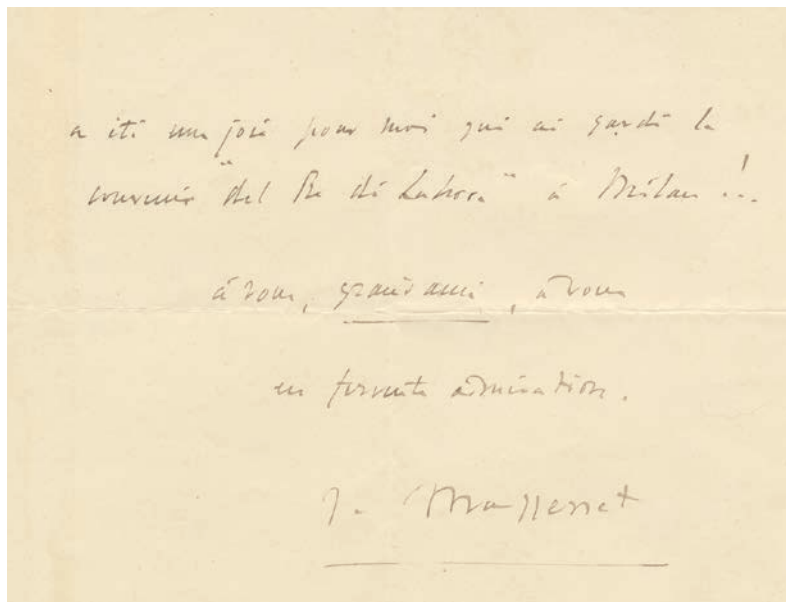 a été une joie pour moi qui ai gardé le
souvenir "del Re di Lahore" à Milan !..
à vous, grand ami, à vous
en fervente admiration.
J. Massenet